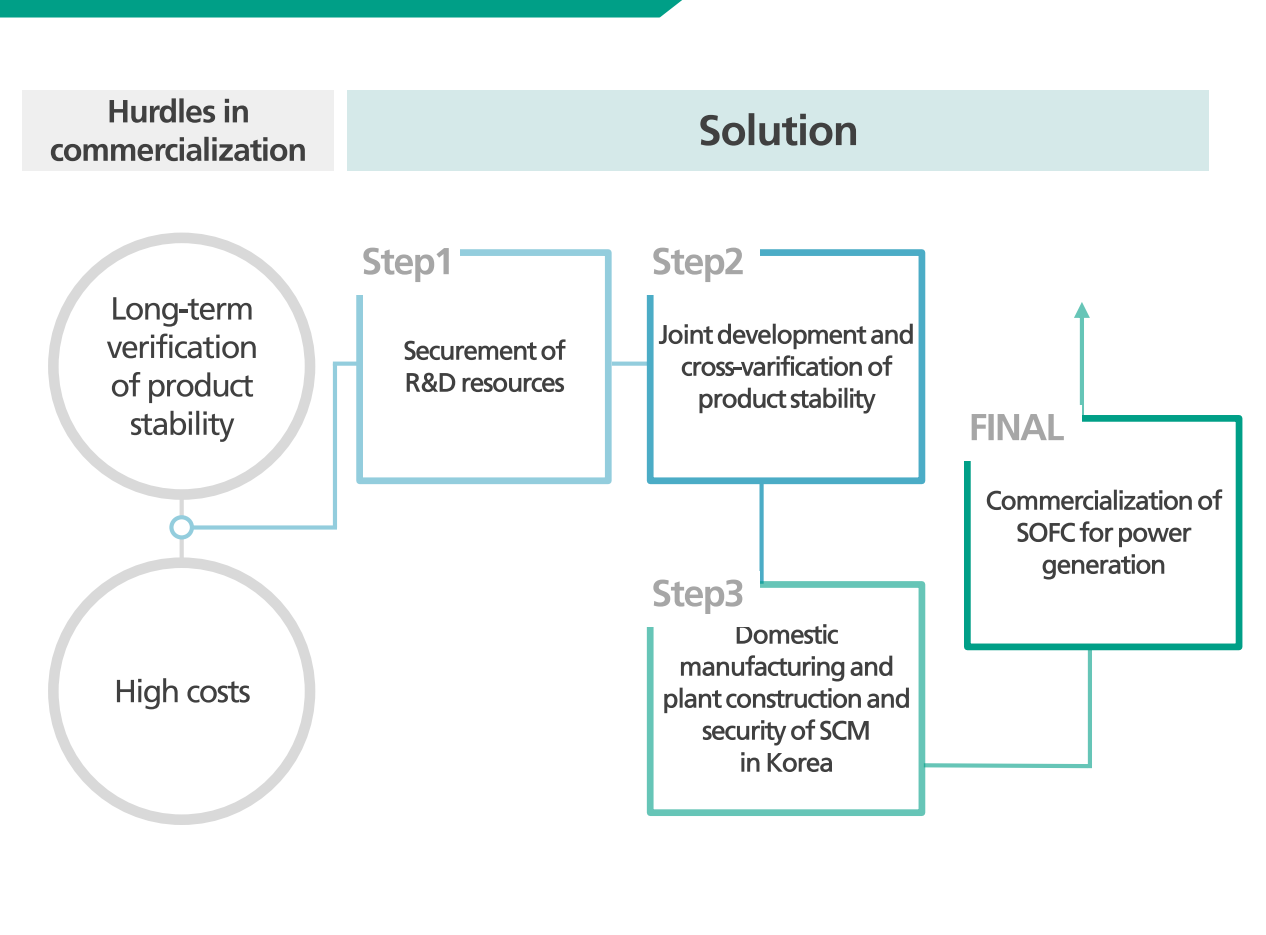 Hurdles in
commercialization
Solution
Long-term
verification
of product
stability
High costs
Step1
Securement of
R&D resources
Step2
Joint development and
cross-varification of
product stability
Step3
Domestic
manufacturing and
plant construction and
security of SCM
in Korea
FINAL
Commercialization of
SOFC for power
generation